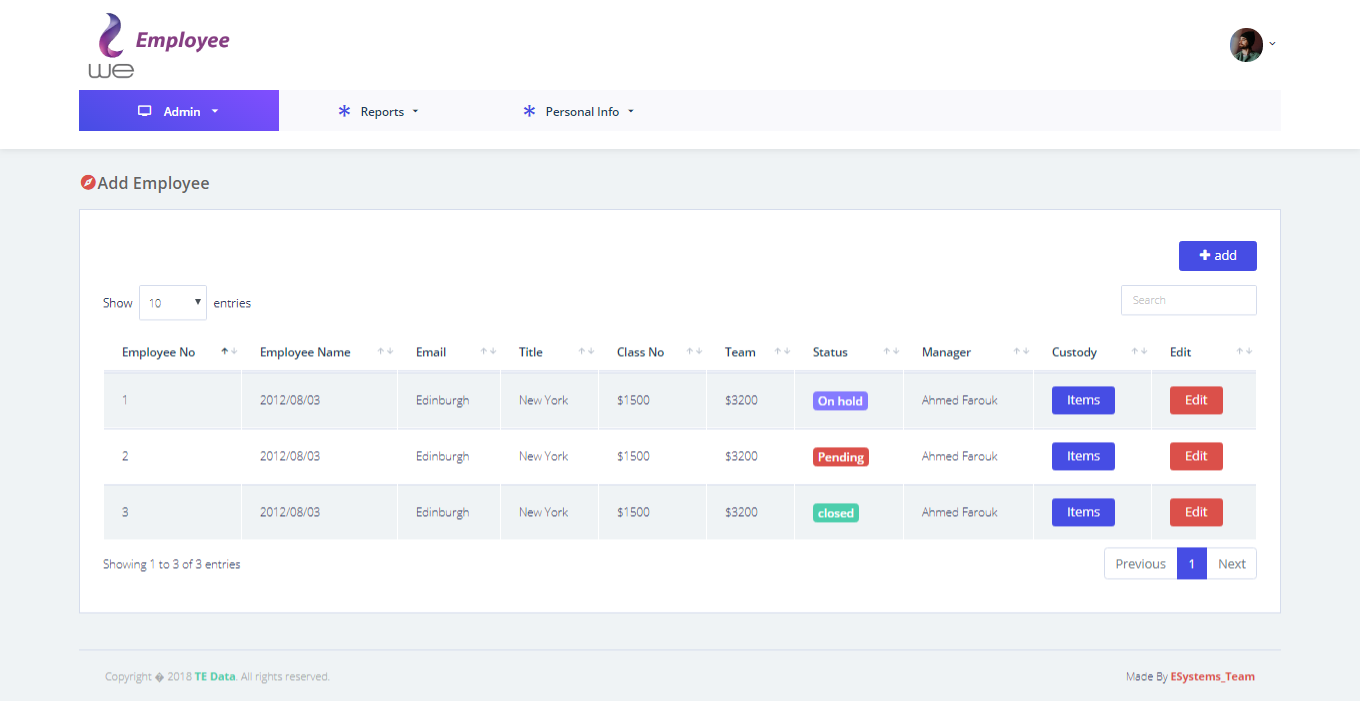 we Employee
Admin Reports Personal Info
Add Employee
add
Show 10 entries Search
Employee No Employee Name Email Title Class No Team Status Manager Custody Edit
1 2012/08/03 Edinburgh New York $1500 $3200 On hold Ahmed Farouk Items Edit
2 2012/08/03 Edinburgh New York $1500 $3200 Pending Ahmed Farouk Items Edit
3 2012/08/03 Edinburgh New York $1500 $3200 closed Ahmed Farouk Items Edit
Showing 1 to 3 of 3 entries Previous 1 Next
Copyright � 2018 TE Data. All rights reserved. Made By ESystems_Team